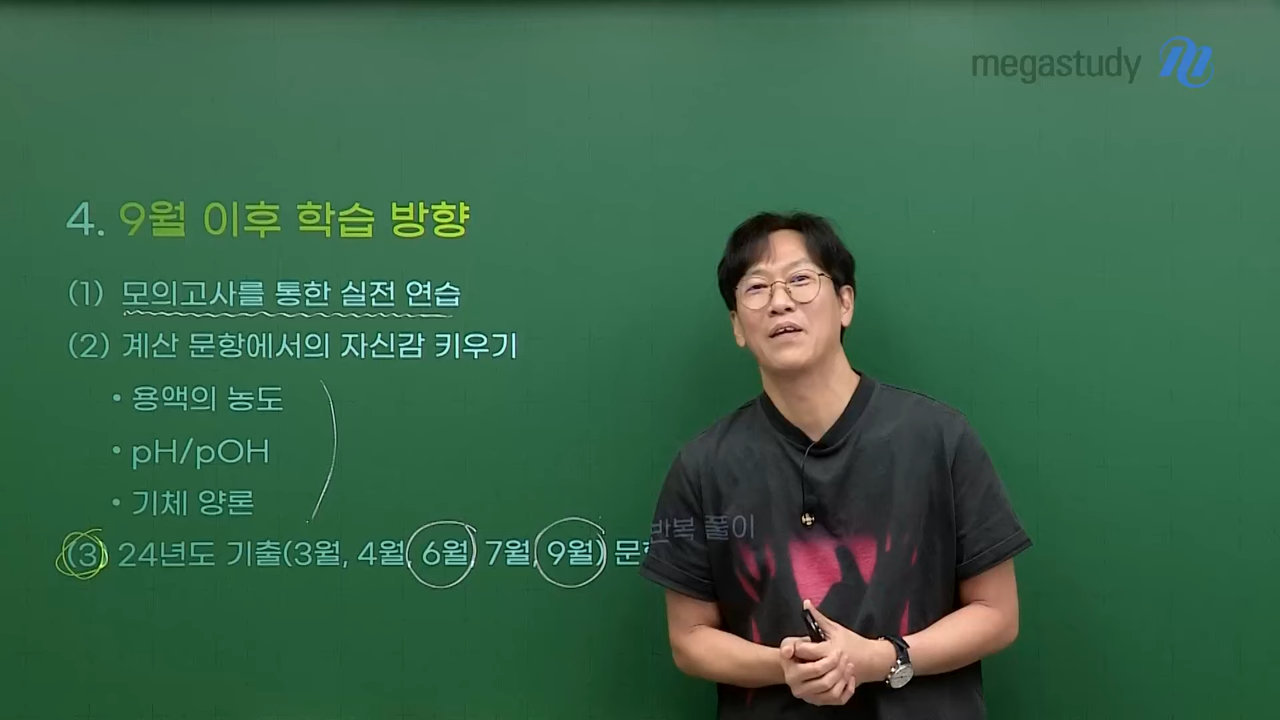 megastudy
4. 9월 이후 학습 방향
(1) 모의고사를 통한 실전 연습
(2) 계산 문항에서의 자신감 키우기
• 용액의 농도
• pH/pOH
• 기체 양론
(3) 24년도 기출(3월, 4월, 6월, 7월, 9월) 반복 풀이